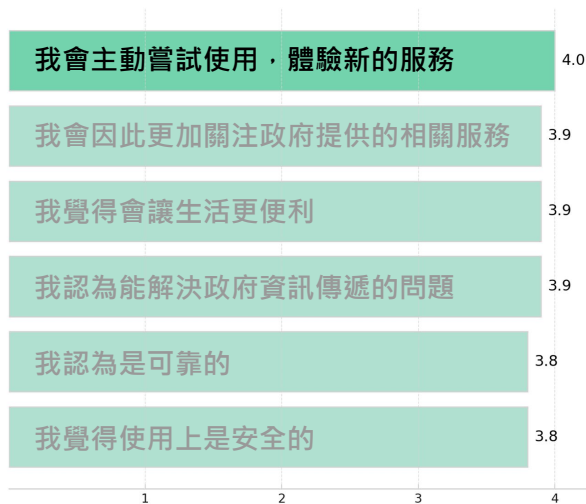 我會主動嘗試使用，體驗新的服務
4.0
我會因此更加關注政府提供的相關服務
3.9
我覺得會讓生活更便利
3.9
我認為能解決政府資訊傳遞的問題
3.9
我認為是可靠的
3.8
我覺得使用上是安全的
3.8
1 2 3 4